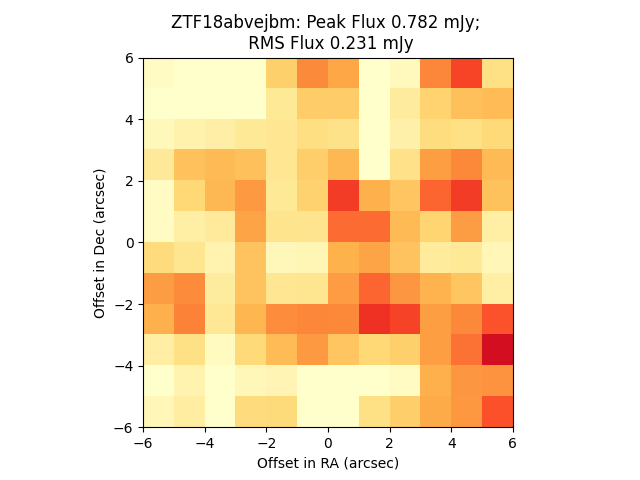 ZTF18abvejbm: Peak Flux 0.782 mJy;
RMS Flux 0.231 mJy
6
4
2
0
−2
−4
−6
Offset in Dec (arcsec)
−6 −4 −2 0 2 4 6
Offset in RA (arcsec)